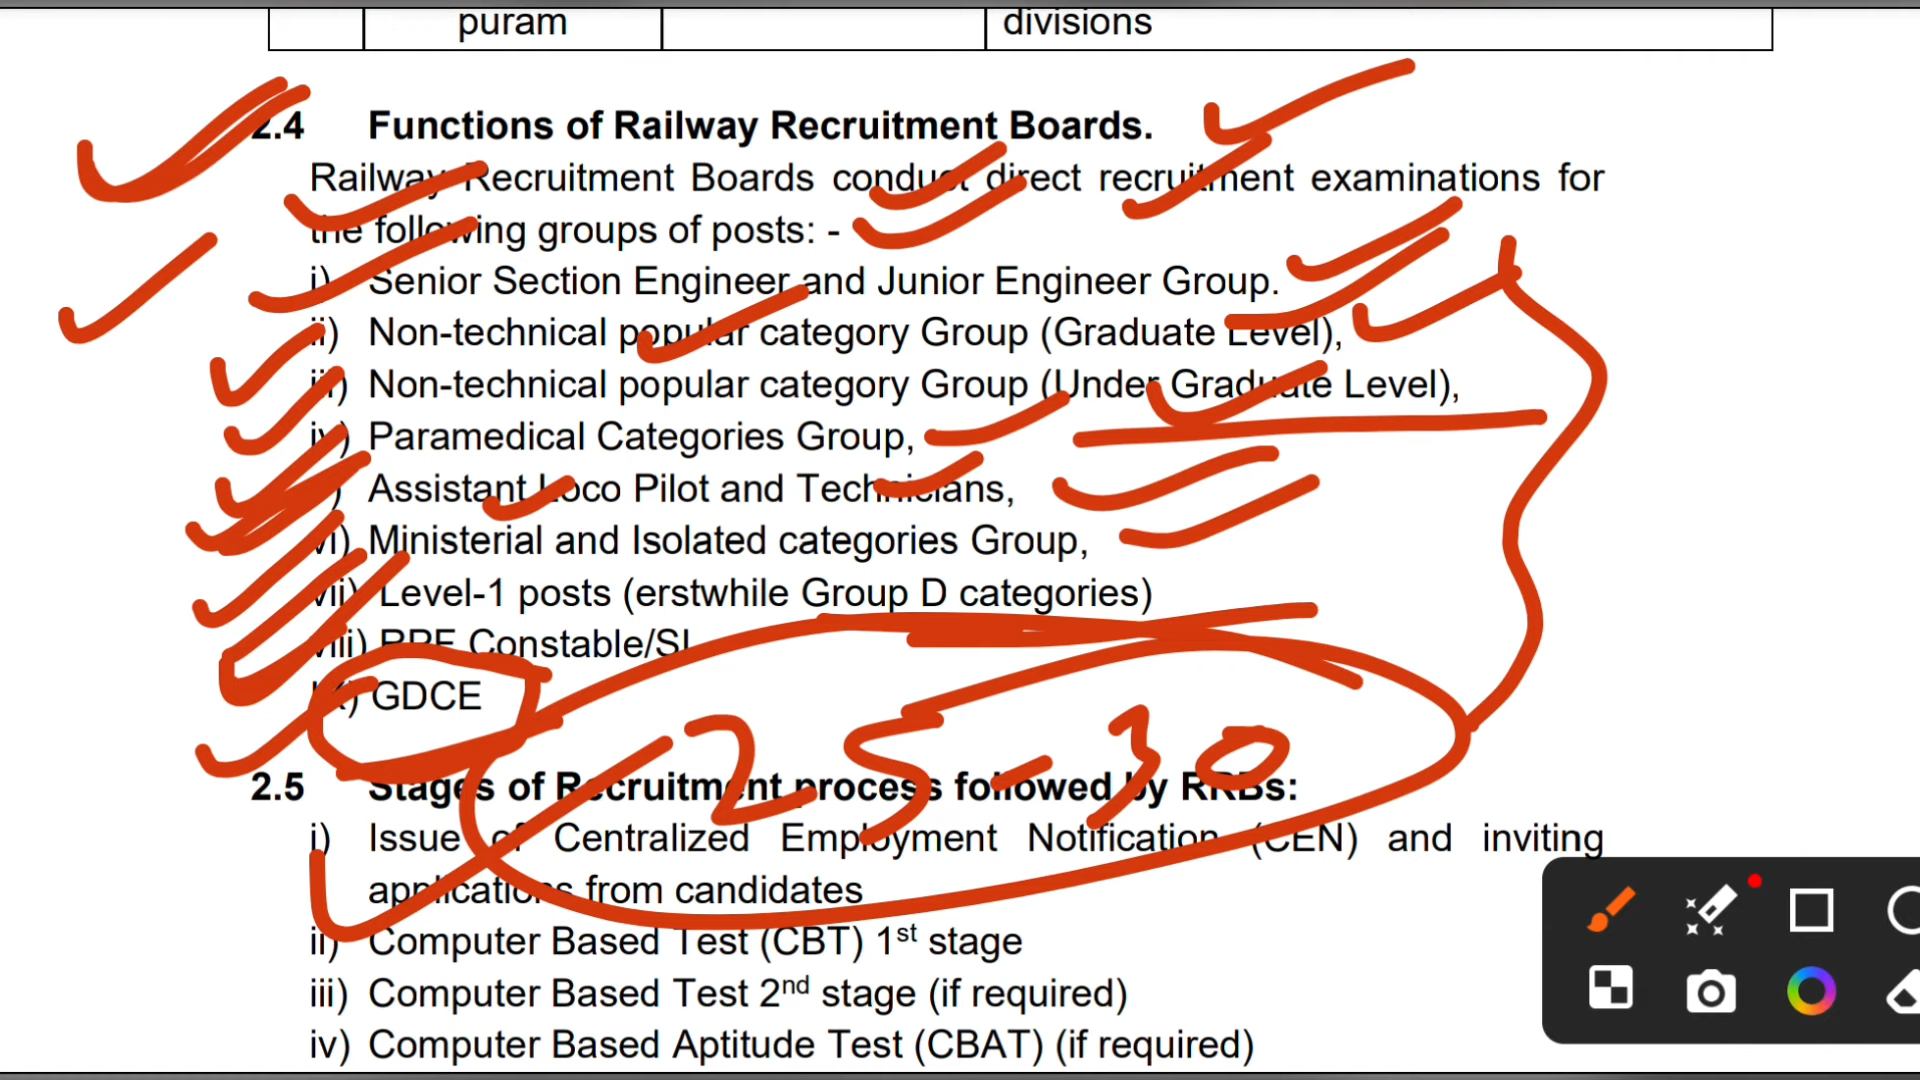 puram divisions
2.4 Functions of Railway Recruitment Boards.
Railway Recruitment Boards conduct direct recruitment examinations for
the following groups of posts: -
i) Senior Section Engineer and Junior Engineer Group.
ii) Non-technical popular category Group (Graduate Level),
iii) Non-technical popular category Group (Under Graduate Level),
iv) Paramedical Categories Group,
v) Assistant Loco Pilot and Technicians,
vi) Ministerial and Isolated categories Group,
vii) Level-1 posts (erstwhile Group D categories)
viii) RPF Constable/SI
ix) GDCE
25-30
2.5 Stages of Recruitment process followed by RRBs:
i) Issue of Centralized Employment Notification (CEN) and inviting
applications from candidates
ii) Computer Based Test (CBT) 1st stage
iii) Computer Based Test 2nd stage (if required)
iv) Computer Based Aptitude Test (CBAT) (if required)